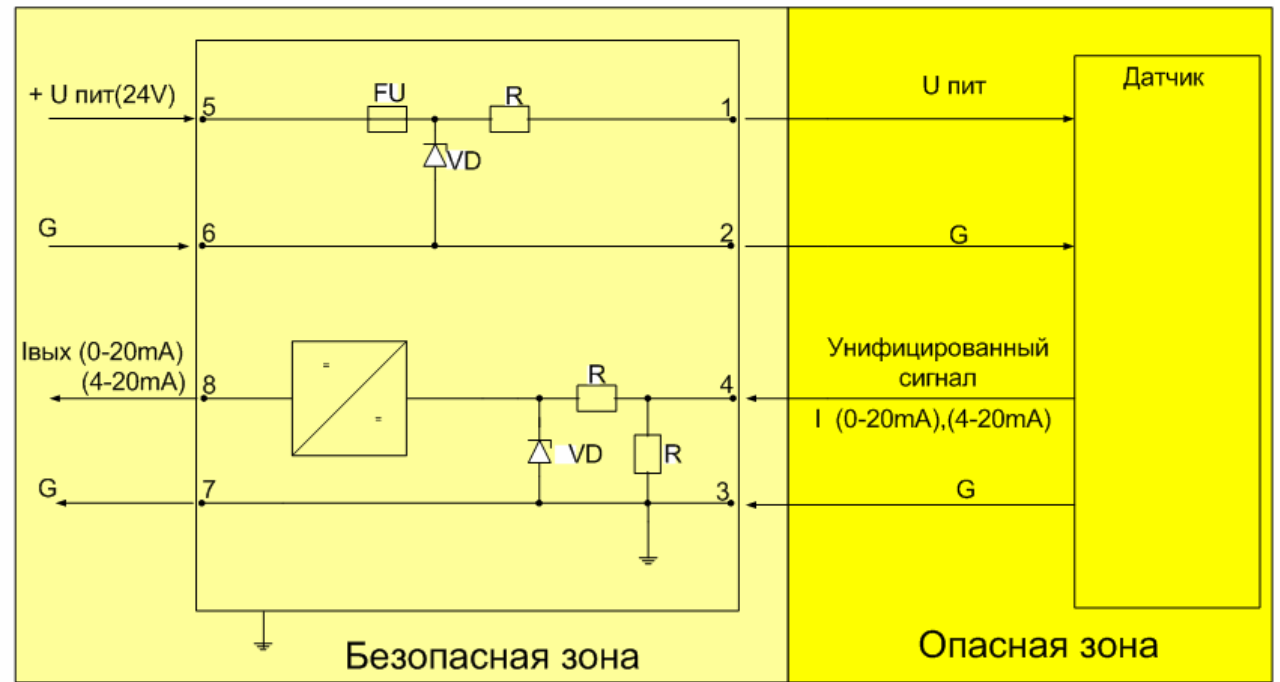 + U пит(24V)
5
FU
R
1
U пит
Датчик
VD
G
6
2
G
Iвых (0-20mA)
(4-20mA)
8
=
=
R
4
Унифицированный
сигнал
I (0-20mA),(4-20mA)
VD
R
G
7
3
G
Безопасная зона
Опасная зона